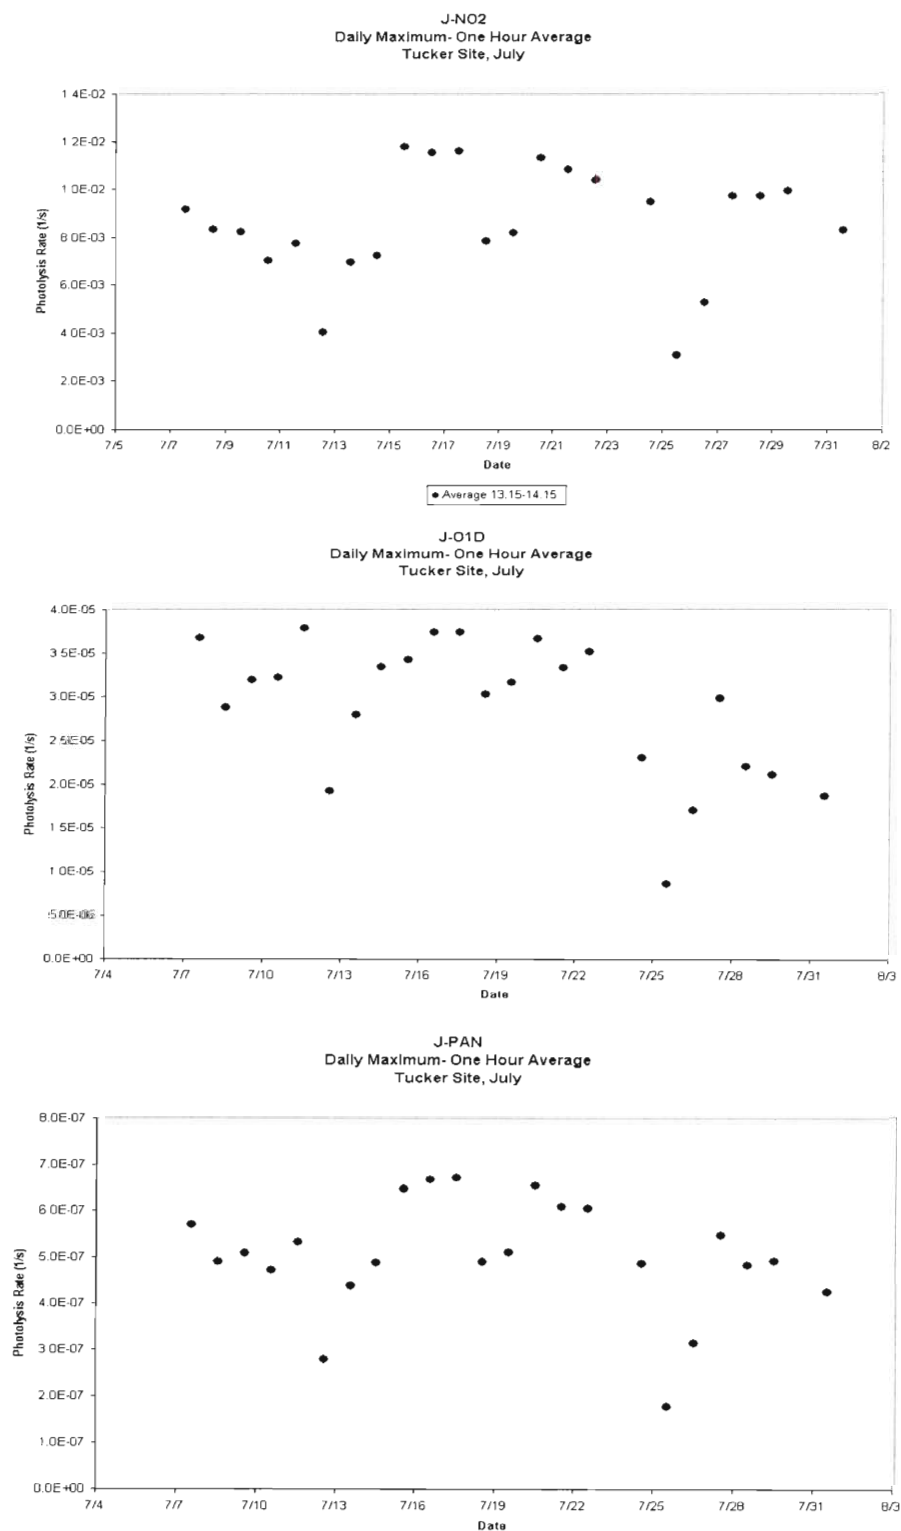 J-NO2
Daily Maximum- One Hour Average
Tucker Site, July
1 4E-02
1 2E-02
1 0E-02
8 0E-03
6 0E-03
4 0E-03
2 0E-03
0.0E+00
Photolysis Rate (1/s)
7/5 7/7 7/9 7/11 7/13 7/15 7/17 7/19 7/21 7/23 7/25 7/27 7/29 7/31 8/2
Date
Average 13.15-14.15
J-O1D
Daily Maximum- One Hour Average
Tucker Site, July
4.0E-05
3 5E-05
3 0E-05
2 5E-05
2 0E-05
1 5E-05
1 0E-05
5.0E-06
0.0E+00
Photolysis Rate (1/s)
7/4 7/7 7/10 7/13 7/16 7/19 7/22 7/25 7/28 7/31 8/3
Date
J-PAN
Daily Maximum- One Hour Average
Tucker Site, July
8.0E-07
7.0E-07
6.0E-07
5.0E-07
4.0E-07
3.0E-07
2.0E-07
1.0E-07
0.0E+00
Photolysis Rate (1/s)
7/4 7/7 7/10 7/13 7/16 7/19 7/22 7/25 7/28 7/31 8/3
Date